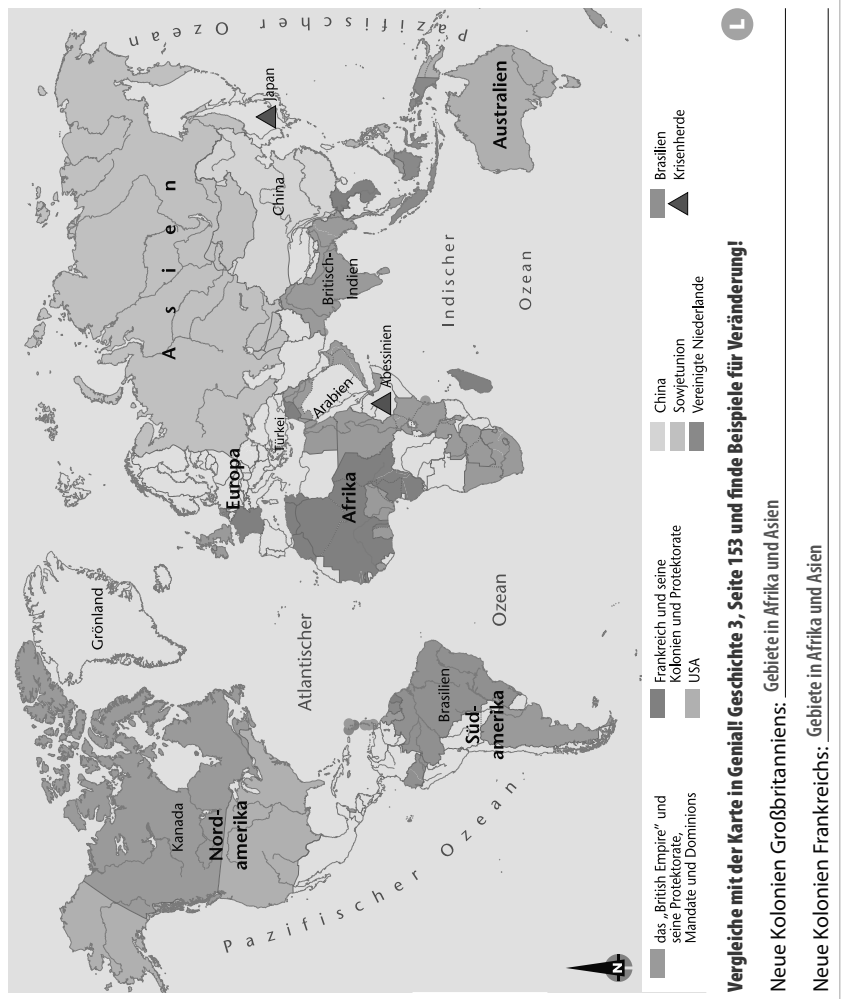 Pazifischer Ozean
Grönland
Kanada
Nord-
amerika
Atlantischer
Ozean
Pazifischer Ozean
Brasilien
Süd-
amerika
Europa
Asien
Türkei
Arabien
Afrika
Abessinien
China
Japan
Britisch-
Indien
Indischer
Ozean
Australien
N
das „British Empire“ und
seine Protektorate,
Mandate und Dominions
Frankreich und seine
Kolonien und Protektorate
USA
China
Sowjetunion
Vereinigte Niederlande
Brasilien
Krisenherde
Vergleiche mit der Karte in Genial! Geschichte 3, Seite 153 und finde Beispiele für Veränderung!
L
Neue Kolonien Großbritanniens: Gebiete in Afrika und Asien
Neue Kolonien Frankreichs: Gebiete in Afrika und Asien